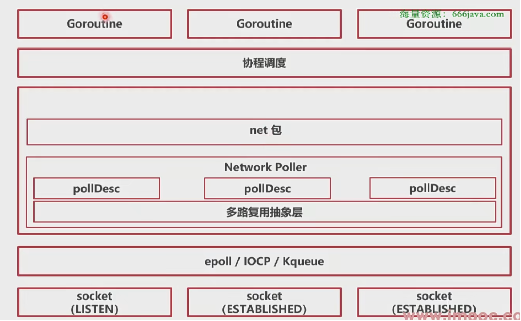 海量资源：666java.com
Goroutine
Goroutine
Goroutine
协程调度
net 包
Network Poller
pollDesc
pollDesc
pollDesc
多路复用抽象层
epoll / IOCP / Kqueue
socket
(LISTEN)
socket
(ESTABLISHED)
socket
(ESTABLISHED)